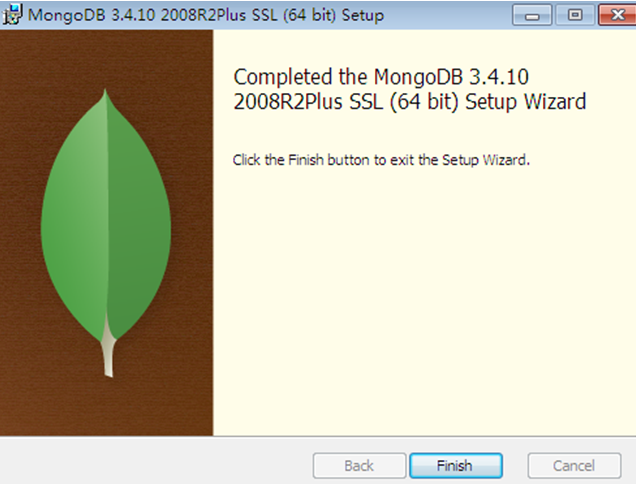 MongoDB 3.4.10 2008R2Plus SSL (64 bit) Setup
Completed the MongoDB 3.4.10
2008R2Plus SSL (64 bit) Setup Wizard
Click the Finish button to exit the Setup Wizard.
Back
Finish
Cancel